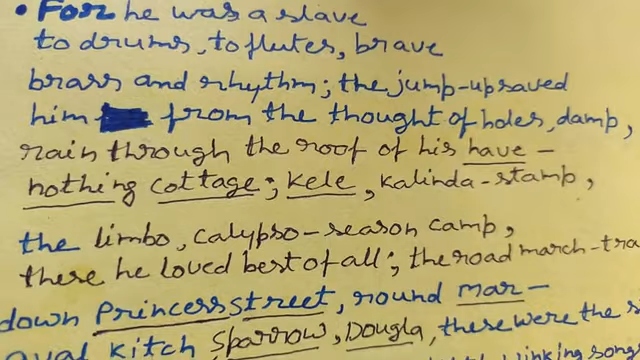 • For he was a slave
to drums, to flutes, brave
brass and rhythm; the jump-up saved
him from the thought of holes, damp,
rain through the roof of his have-
nothing cottage; kele, kalinda-stamp,
the limbo, calypso-season camp,
these he loved best of all; the road march-tra
down Princess street, round mar-
Kitch Sparrow, Dougla, these were the s